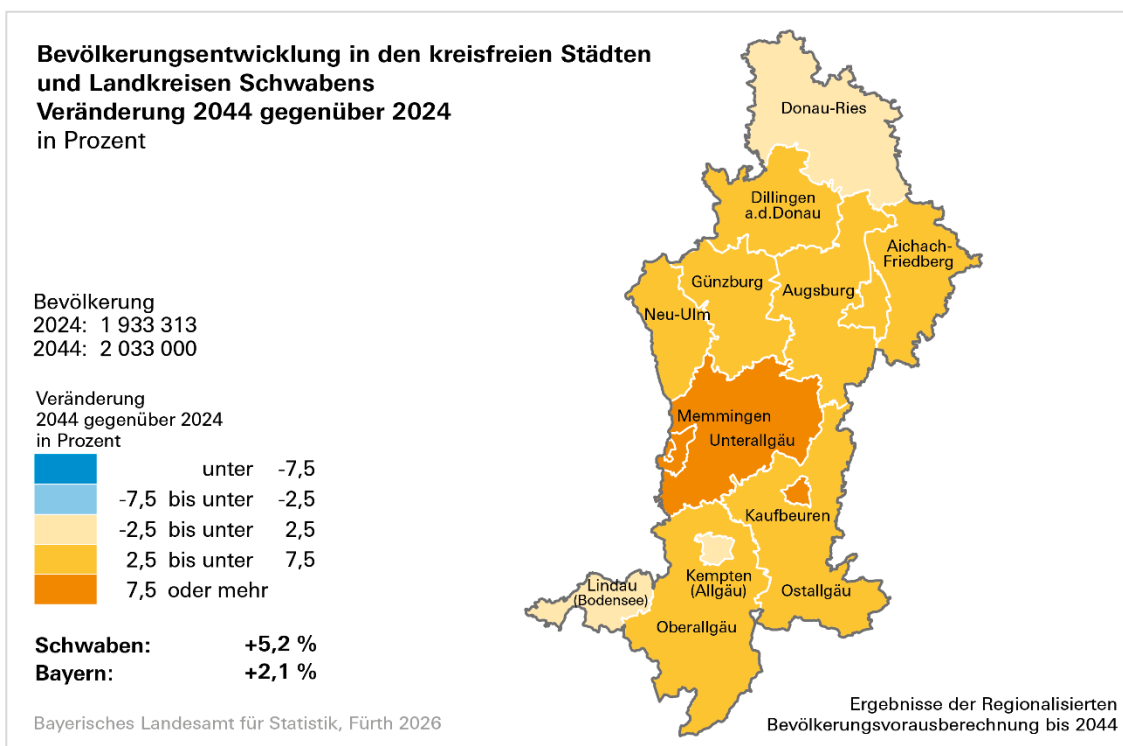 Bevölkerungsentwicklung in den kreisfreien Städten
und Landkreisen Schwabens
Veränderung 2044 gegenüber 2024
in Prozent
Bevölkerung
2024: 1 933 313
2044: 2 033 000
Veränderung
2044 gegenüber 2024
in Prozent
unter -7,5
-7,5 bis unter -2,5
-2,5 bis unter 2,5
2,5 bis unter 7,5
7,5 oder mehr
Schwaben: +5,2 %
Bayern: +2,1 %
Bayerisches Landesamt für Statistik, Fürth 2026
Donau-Ries
Dillingen
a.d.Donau
Aichach-
Friedberg
Günzburg
Augsburg
Neu-Ulm
Memmingen
Unterallgäu
Kaufbeuren
Lindau
(Bodensee)
Kempten
(Allgäu)
Ostallgäu
Oberallgäu
Ergebnisse der Regionalisierten
Bevölkerungsvorausberechnung bis 2044